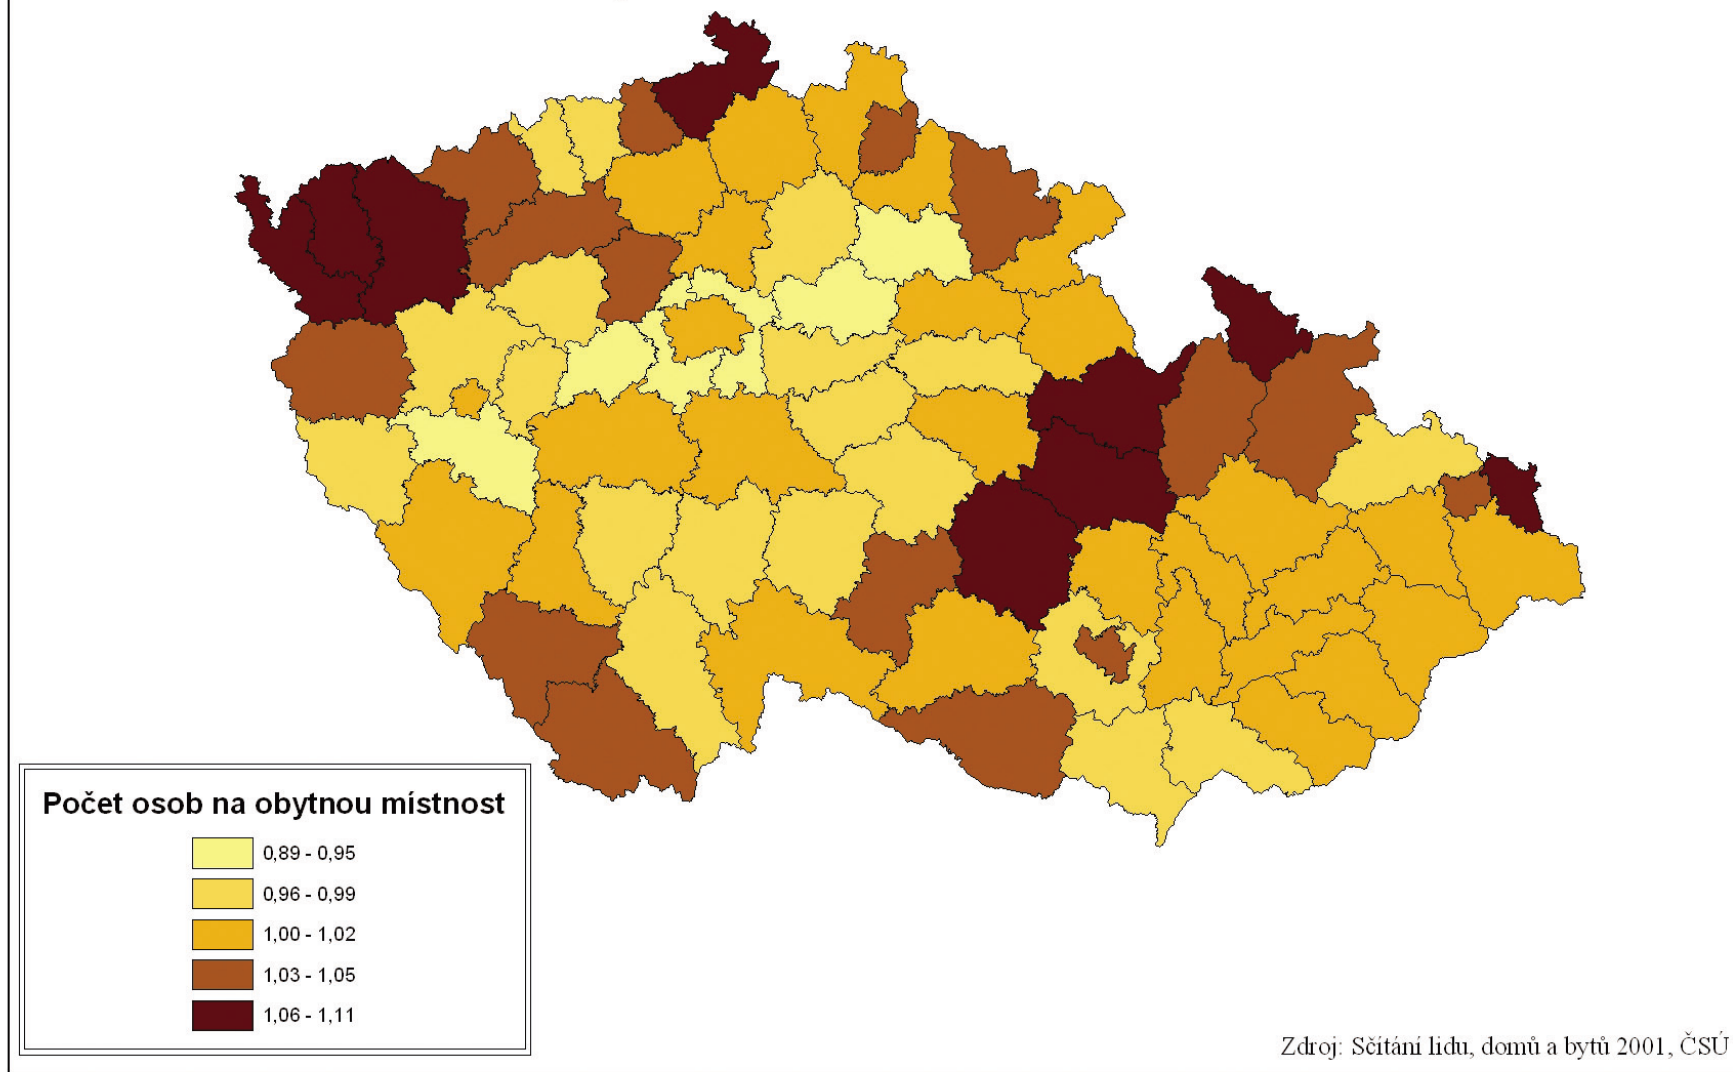 Počet osob na obytnou místnost
0,89 - 0,95
0,96 - 0,99
1,00 - 1,02
1,03 - 1,05
1,06 - 1,11
Zdroj: Sčítání lidu, domů a bytů 2001, ČSÚ